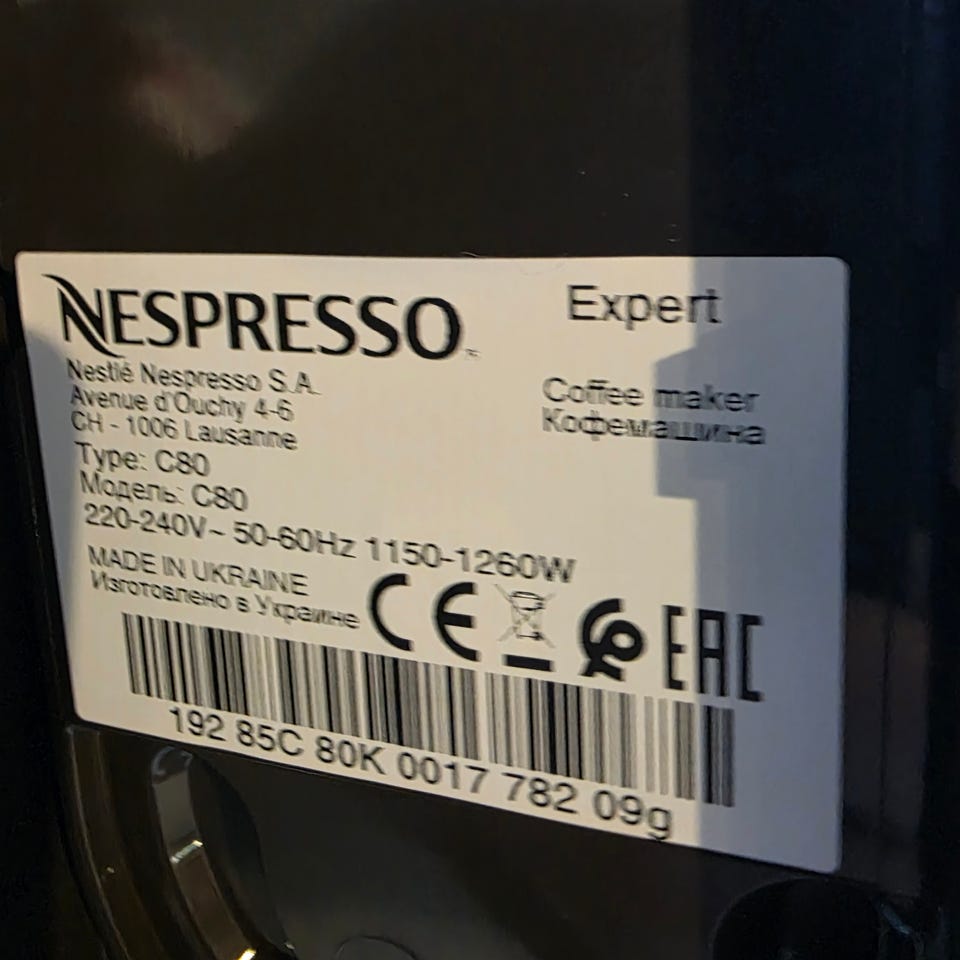 NESPRESSO
Expert
Nestlé Nespresso S.A.
Avenue d'Ouchy 4-6
CH - 1006 Lausanne
Coffee maker
Кофемашина
Type: C80
Модель: C80
220-240V~ 50-60Hz 1150-1260W
MADE IN UKRAINE
Изготовлено в Украине
CE
EAC
192 85C 80K 0017 782 09g